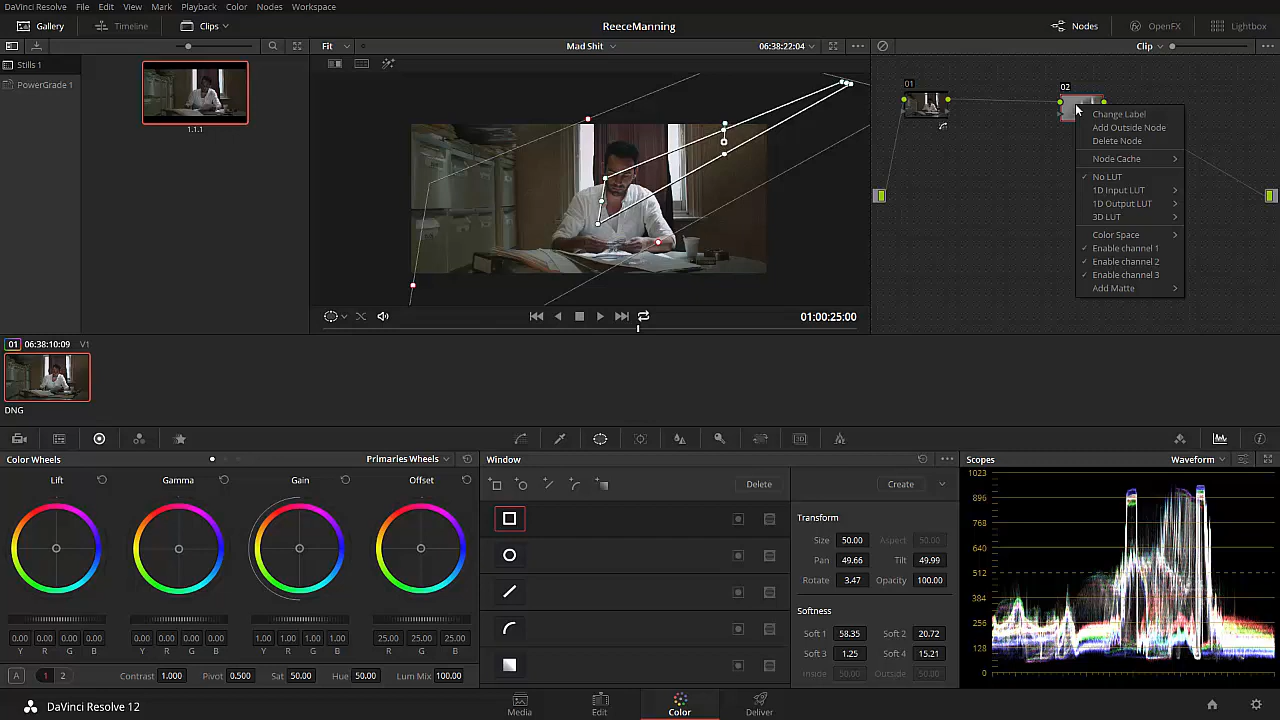 DaVinci Resolve File Edit View Mark Playback Color Nodes Workspace
Gallery Timeline Clips ReeceManning Nodes OpenFX Lightbox
Fit Mad Shit 06:38:22:04 Clip
Stills 1
PowerGrade 1
1.1.1
01
02
Change Label
Add Outside Node
Delete Node
Node Cache
No LUT
1D Input LUT
1D Output LUT
3D LUT
Color Space
Enable channel 1
Enable channel 2
Enable channel 3
Add Matte
01:00:25:00
01 06:38:10:09 V1
DNG
Color Wheels Primaries Wheels
Lift Gamma Gain Offset
0.00 0.00 0.00 0.00 0.00 0.00 0.00 0.00 1.00 1.00 1.00 1.00 25.00 25.00 25.00
Y R G B Y R G B Y R G B R G B
A 1 2 Contrast 1.000 Pivot 0.500 Sat 50.00 Hue 50.00 Lum Mix 100.00
Window
Delete
Create
Transform
Size 50.00 Aspect 50.00
Pan 49.66 Tilt 49.99
Rotate 3.47 Opacity 100.00
Softness
Soft 1 58.35 Soft 2 20.72
Soft 3 1.25 Soft 4 15.21
Inside 50.00 Outside 50.00
Scopes Waveform
1023
896
768
640
512
384
256
128
0
DaVinci Resolve 12
Media Edit Color Deliver